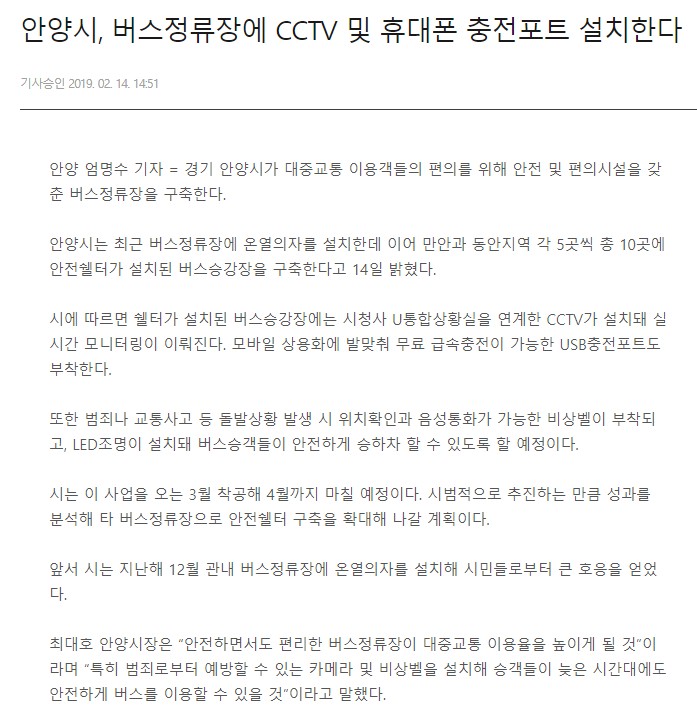 안양시, 버스정류장에 CCTV 및 휴대폰 충전포트 설치한다
기사승인 2019. 02. 14. 14:51
안양 엄명수 기자 = 경기 안양시가 대중교통 이용객들의 편의를 위해 안전 및 편의시설을 갖
춘 버스정류장을 구축한다.
안양시는 최근 버스정류장에 온열의자를 설치한데 이어 만안과 동안지역 각 5곳씩 총 10곳에
안전쉘터가 설치된 버스승강장을 구축한다고 14일 밝혔다.
시에 따르면 쉘터가 설치된 버스승강장에는 시청사 U통합상황실을 연계한 CCTV가 설치돼 실
시간 모니터링이 이뤄진다. 모바일 상용화에 발맞춰 무료 급속충전이 가능한 USB충전포트도
부착한다.
또한 범죄나 교통사고 등 돌발상황 발생 시 위치확인과 음성통화가 가능한 비상벨이 부착되
고, LED조명이 설치돼 버스승객들이 안전하게 승하차 할 수 있도록 할 예정이다.
시는 이 사업을 오는 3월 착공해 4월까지 마칠 예정이다. 시범적으로 추진하는 만큼 성과를
분석해 타 버스정류장으로 안전쉘터 구축을 확대해 나갈 계획이다.
앞서 시는 지난해 12월 관내 버스정류장에 온열의자를 설치해 시민들로부터 큰 호응을 얻었
다.
최대호 안양시장은 “안전하면서도 편리한 버스정류장이 대중교통 이용율을 높이게 될 것”이
라며 “특히 범죄로부터 예방할 수 있는 카메라 및 비상벨을 설치해 승객들이 늦은 시간대에도
안전하게 버스를 이용할 수 있을 것”이라고 말했다.